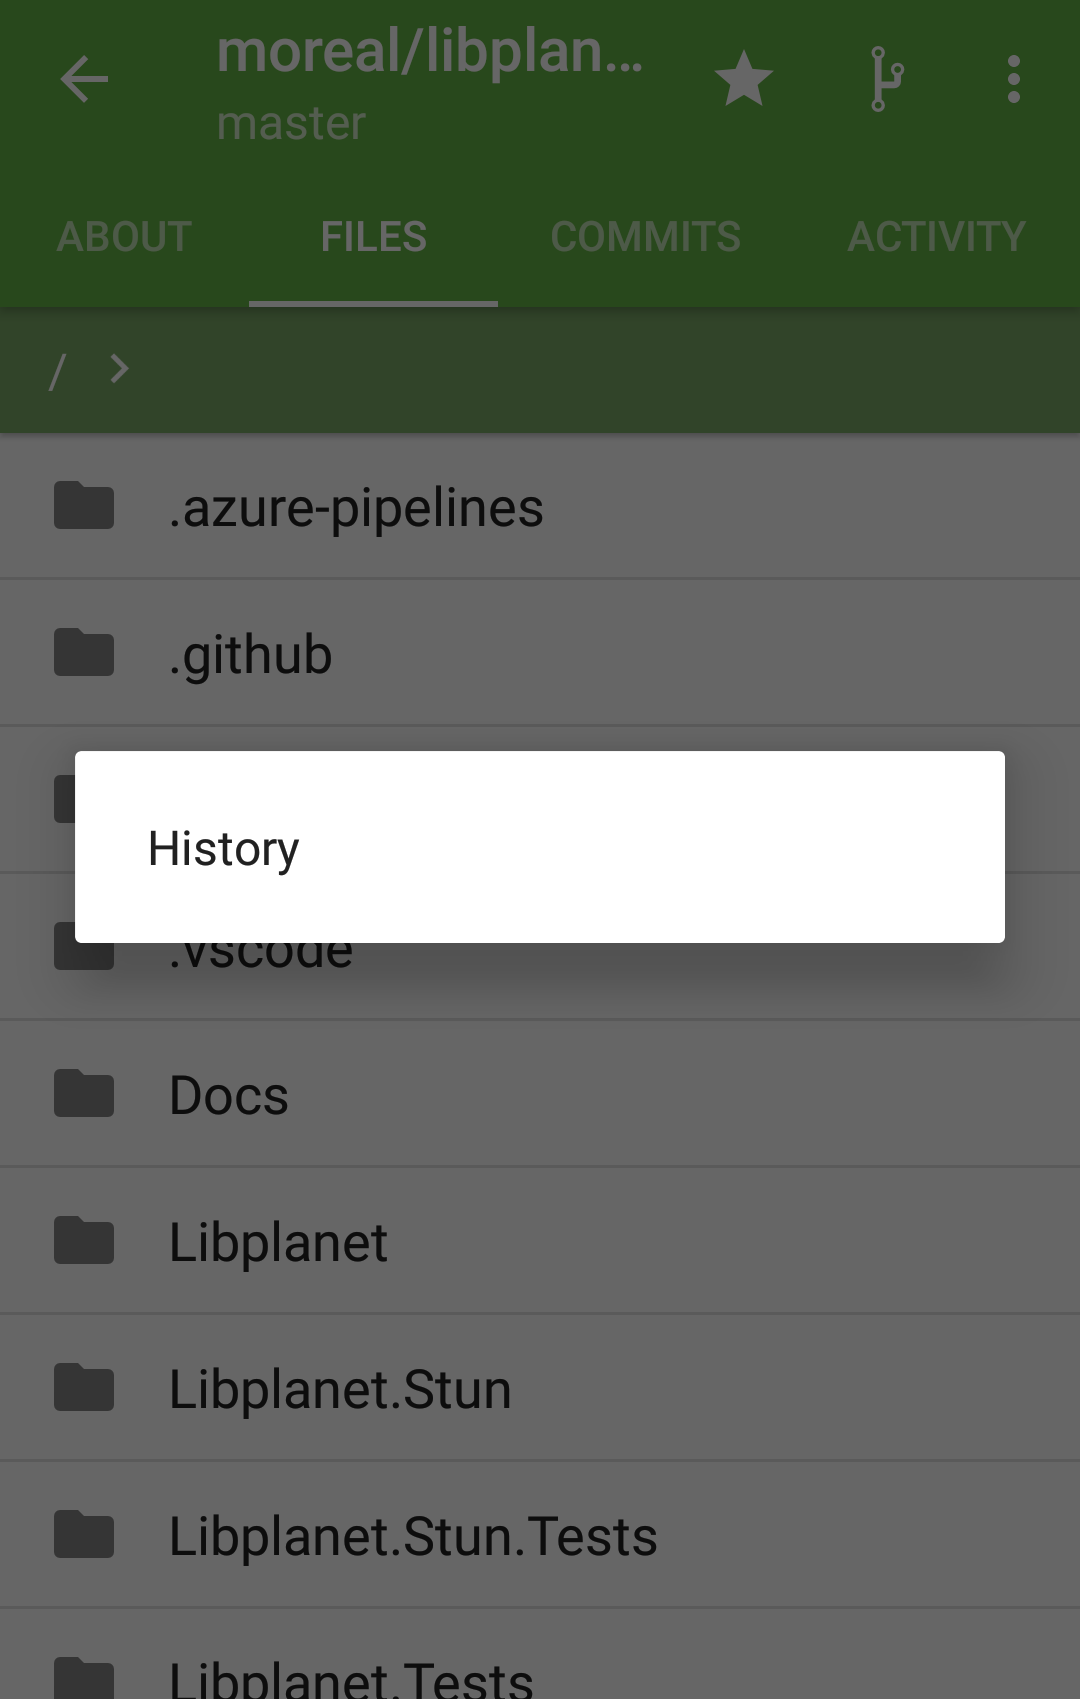 moreal/libplan...
master
ABOUT FILES COMMITS ACTIVITY
/ >
.azure-pipelines
.github
History
.vscode
Docs
Libplanet
Libplanet.Stun
Libplanet.Stun.Tests
Libplanet.Tests